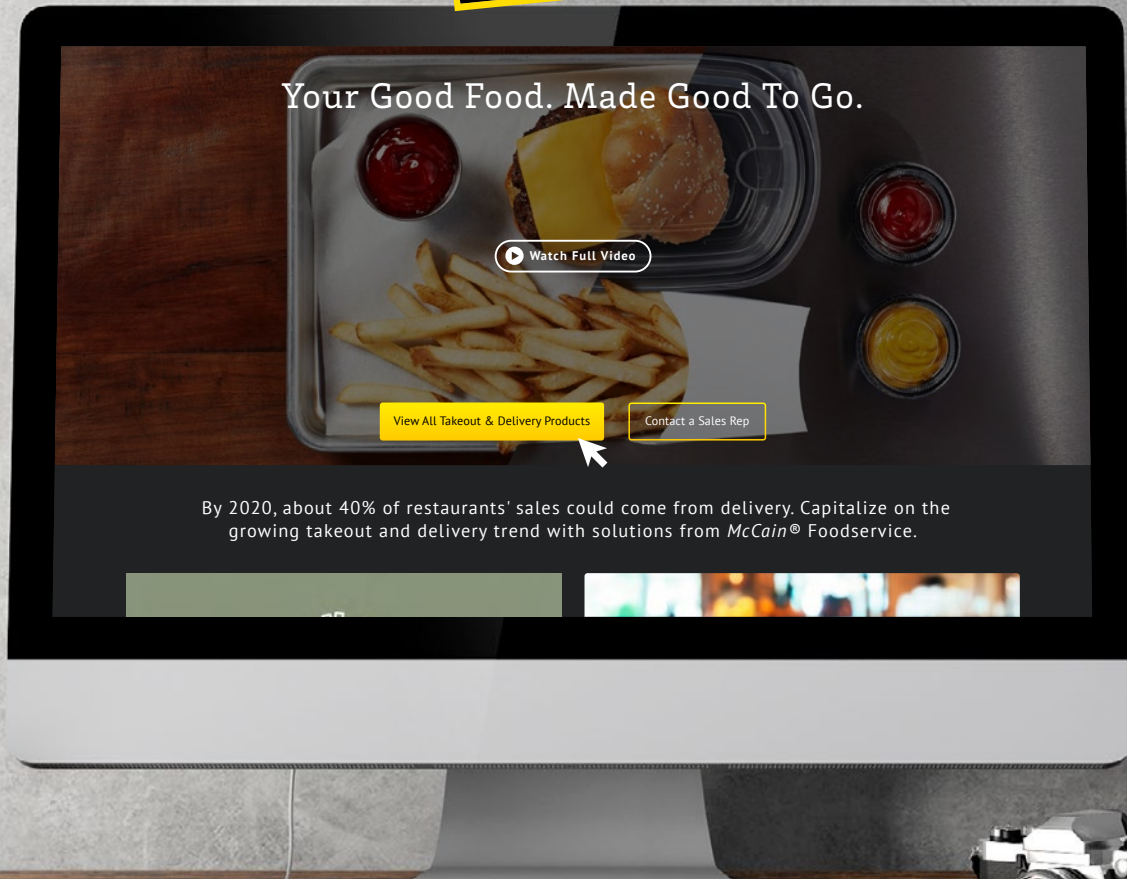 Your Good Food. Made Good To Go.
Watch Full Video
View All Takeout & Delivery Products
Contact a Sales Rep
By 2020, about 40% of restaurants' sales could come from delivery. Capitalize on the
growing takeout and delivery trend with solutions from McCain® Foodservice.